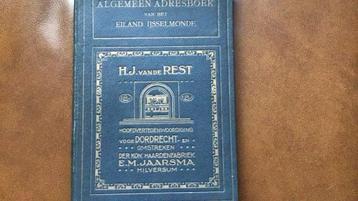 ALGEMEEN ADRESBOEK
VAN HET
EILAND IJSSELMONDE
H.J. VAN DE REST
HOOFDVERTEGENWOORDIGING
VOOR DORDRECHT EN
OMSTREKEN
DER KON. HAARDENFABRIEK
E.M. JAARSMA
HILVERSUM